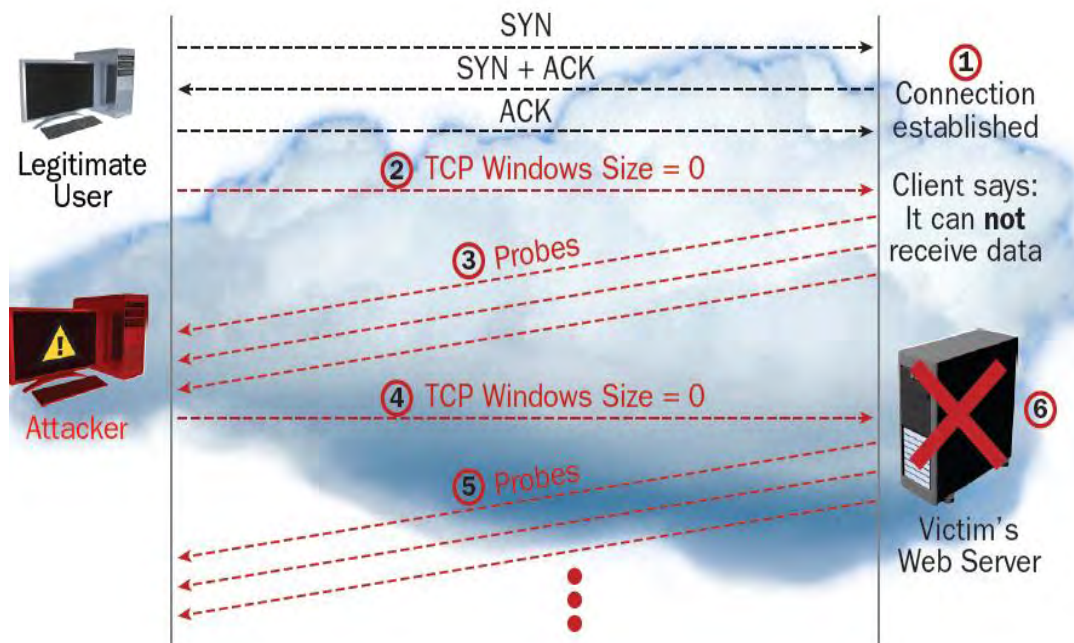 SYN
SYN + ACK
ACK
1
Connection
established
Legitimate
User
2 TCP Windows Size = 0
Client says:
It can not
receive data
3 Probes
!
Attacker
4 TCP Windows Size = 0
6
5 Probes
Victim's
Web Server